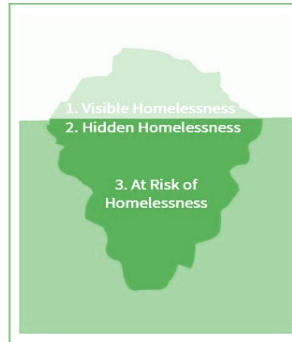 1. Visible Homelessness
2. Hidden Homelessness
3. At Risk of
Homelessness